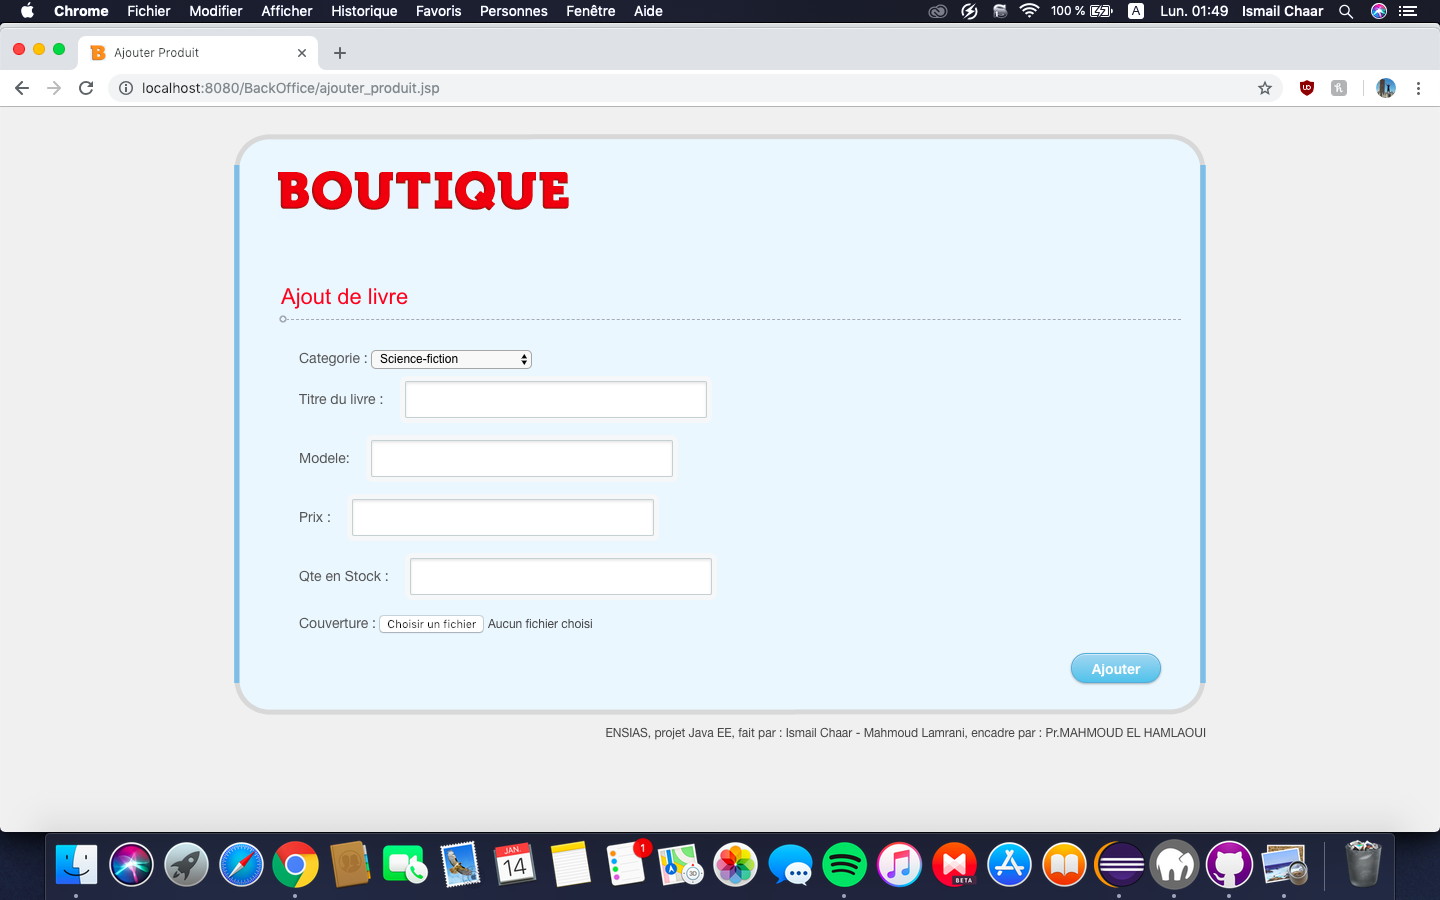 Chrome Fichier Modifier Afficher Historique Favoris Personnes Fenêtre Aide 100 % A Lun. 01:49 Ismail Chaar
B Ajouter Produit
localhost:8080/BackOffice/ajouter_produit.jsp
BOUTIQUE
Ajout de livre
Categorie : Science-fiction
Titre du livre :
Modele:
Prix :
Qte en Stock :
Couverture : Choisir un fichier Aucun fichier choisi
Ajouter
ENSIAS, projet Java EE, fait par : Ismail Chaar - Mahmoud Lamrani, encadre par : Pr.MAHMOUD EL HAMLAOUI
JAN.
14
1
3D
BETA